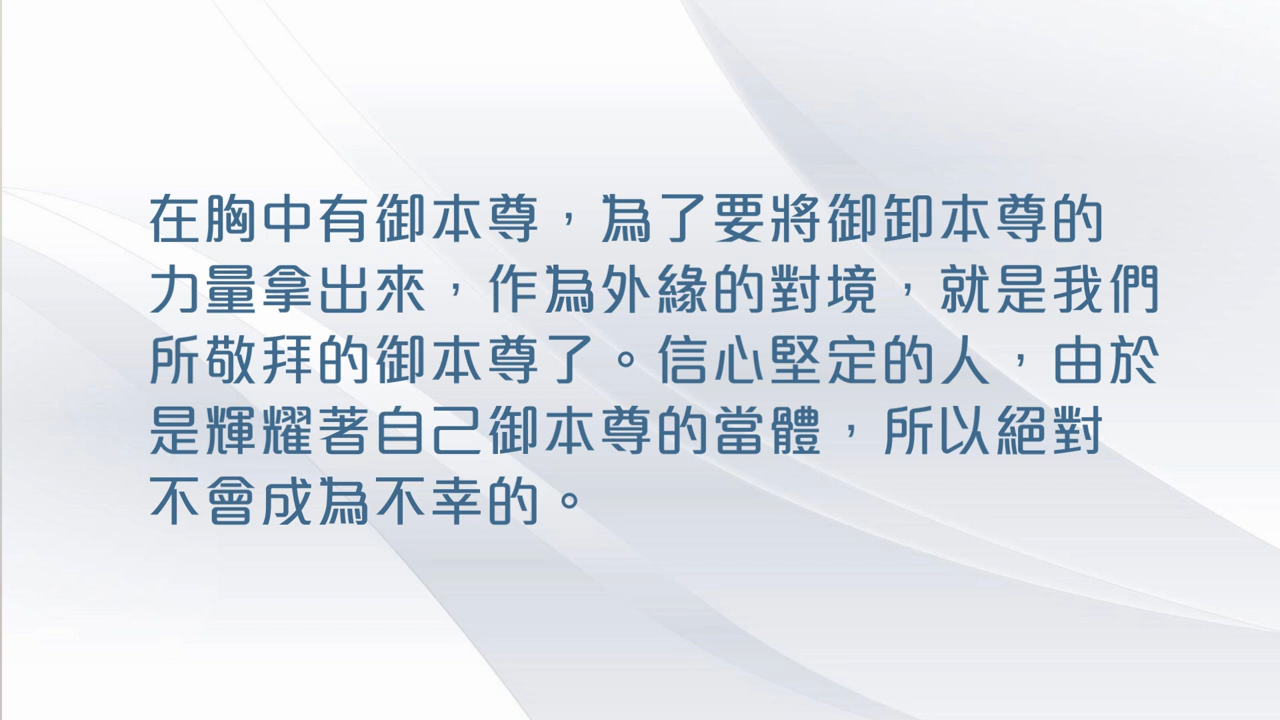 在胸中有御本尊，為了要將御卸本尊的
力量拿出來，作為外緣的對境，就是我們
所敬拜的御本尊了。信心堅定的人，由於
是輝耀著自己御本尊的當體，所以絕對
不會成為不幸的。